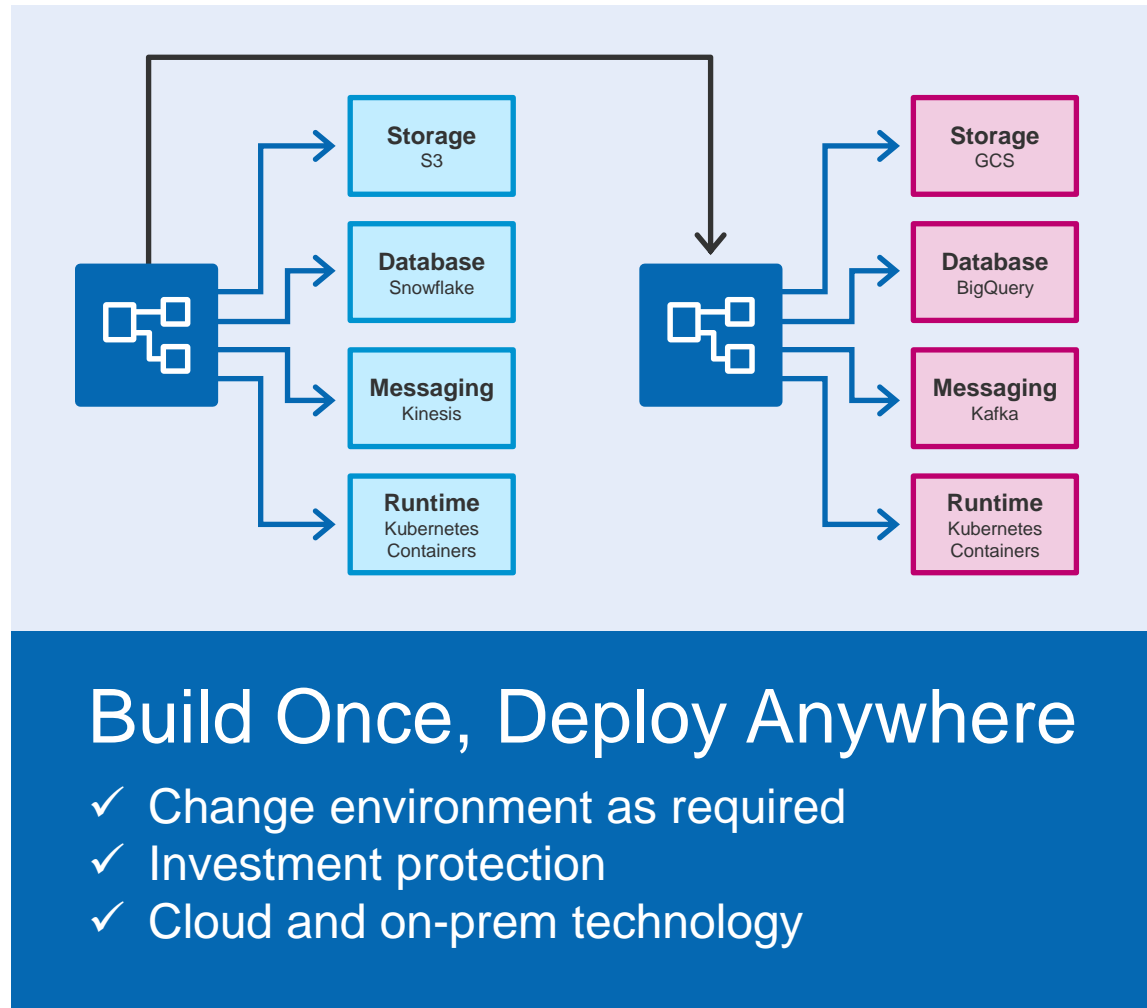 Storage
S3
Database
Snowflake
Messaging
Kinesis
Runtime
Kubernetes
Containers
Storage
GCS
Database
BigQuery
Messaging
Kafka
Runtime
Kubernetes
Containers
Build Once, Deploy Anywhere
✓ Change environment as required
✓ Investment protection
✓ Cloud and on-prem technology